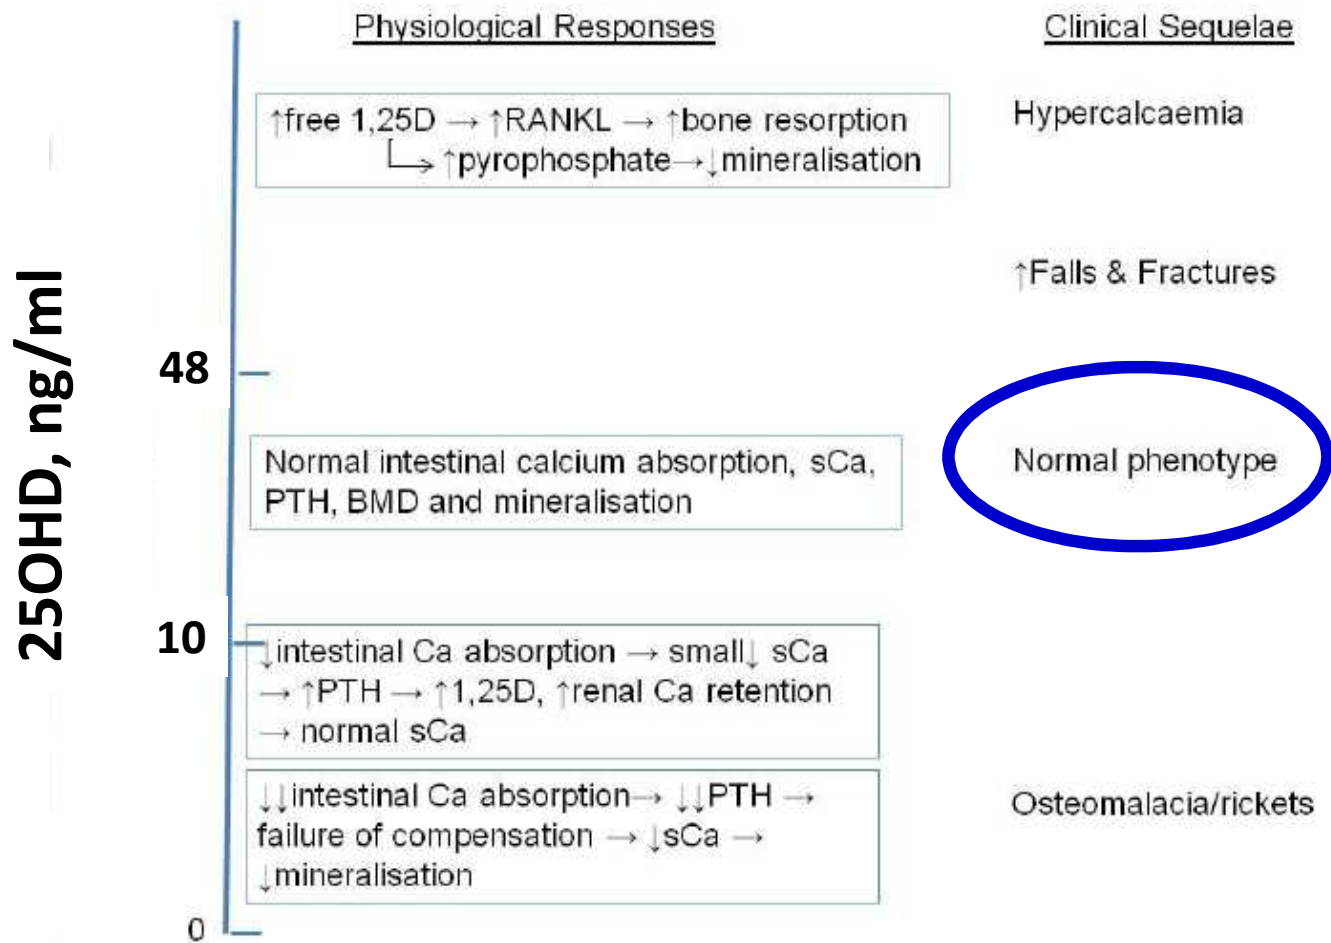 Physiological Responses
Clinical Sequelae
↑free 1,25D → ↑RANKL → ↑bone resorption
↑pyrophosphate→↓mineralisation
Hypercalcaemia
↑Falls & Fractures
25OHD, ng/ml
48
Normal intestinal calcium absorption, sCa,
PTH, BMD and mineralisation
Normal phenotype
10
↓intestinal Ca absorption → small↓ sCa
→ ↑PTH → ↑1,25D, ↑renal Ca retention
→ normal sCa
↓↓intestinal Ca absorption→ ↓↓PTH →
failure of compensation → ↓sCa →
↓mineralisation
Osteomalacia/rickets
0